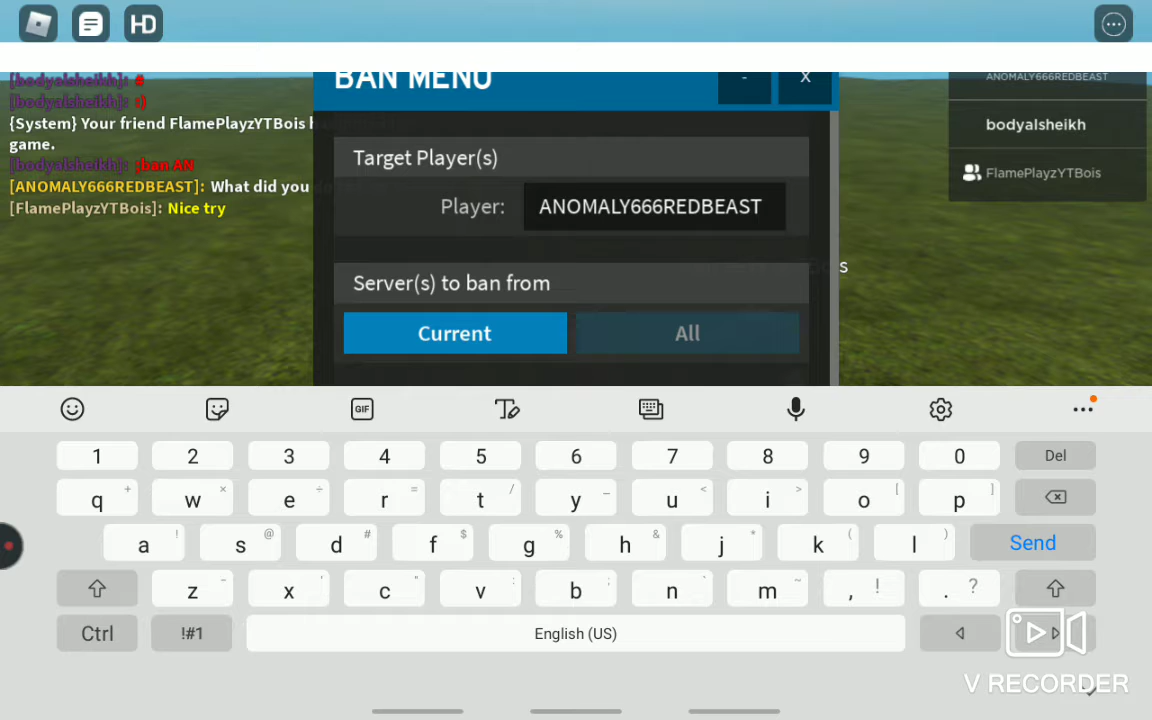 HD
BAN MENU
-
X
[bodyalsheikh]: #
[bodyalsheikh]: :)
{System} Your friend FlamePlayzYTBois
game.
[bodyalsheikh]: ;ban AN
[ANOMALY666REDBEAST]: What did you
[FlamePlayzYTBois]: Nice try
ANOMALY666REDBEAST
bodyalsheikh
FlamePlayzYTBois
Target Player(s)
Player: ANOMALY666REDBEAST
Server(s) to ban from
Current All
GIF
1 2 3 4 5 6 7 8 9 0 Del
q + w × e ÷ r = t / y _ u < i > o [ p ]
a ! s @ d # f $ g % h & j * k ( l ) Send
z - x ' c " v : b ; n ` m ~ , ! . ?
Ctrl !#1 English (US)
V RECORDER